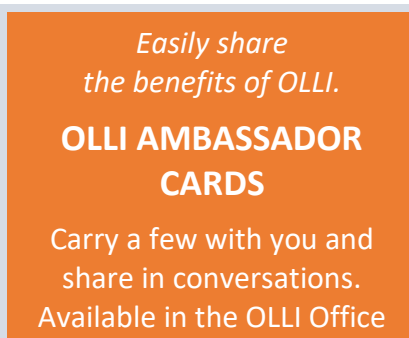 Easily share
the benefits of OLLI.
OLLI AMBASSADOR
CARDS
Carry a few with you and
share in conversations.
Available in the OLLI Office